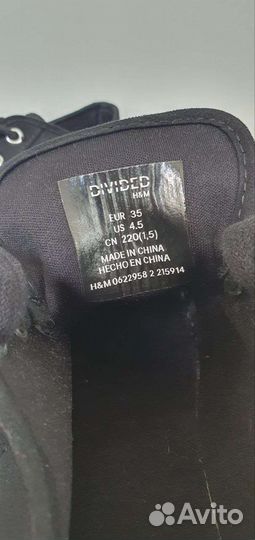 DIVIDED
H&M
EUR 35
US 4.5
CN 220(1,5)
MADE IN CHINA
HECHO EN CHINA
H&M 0622958 2 215914
Avito